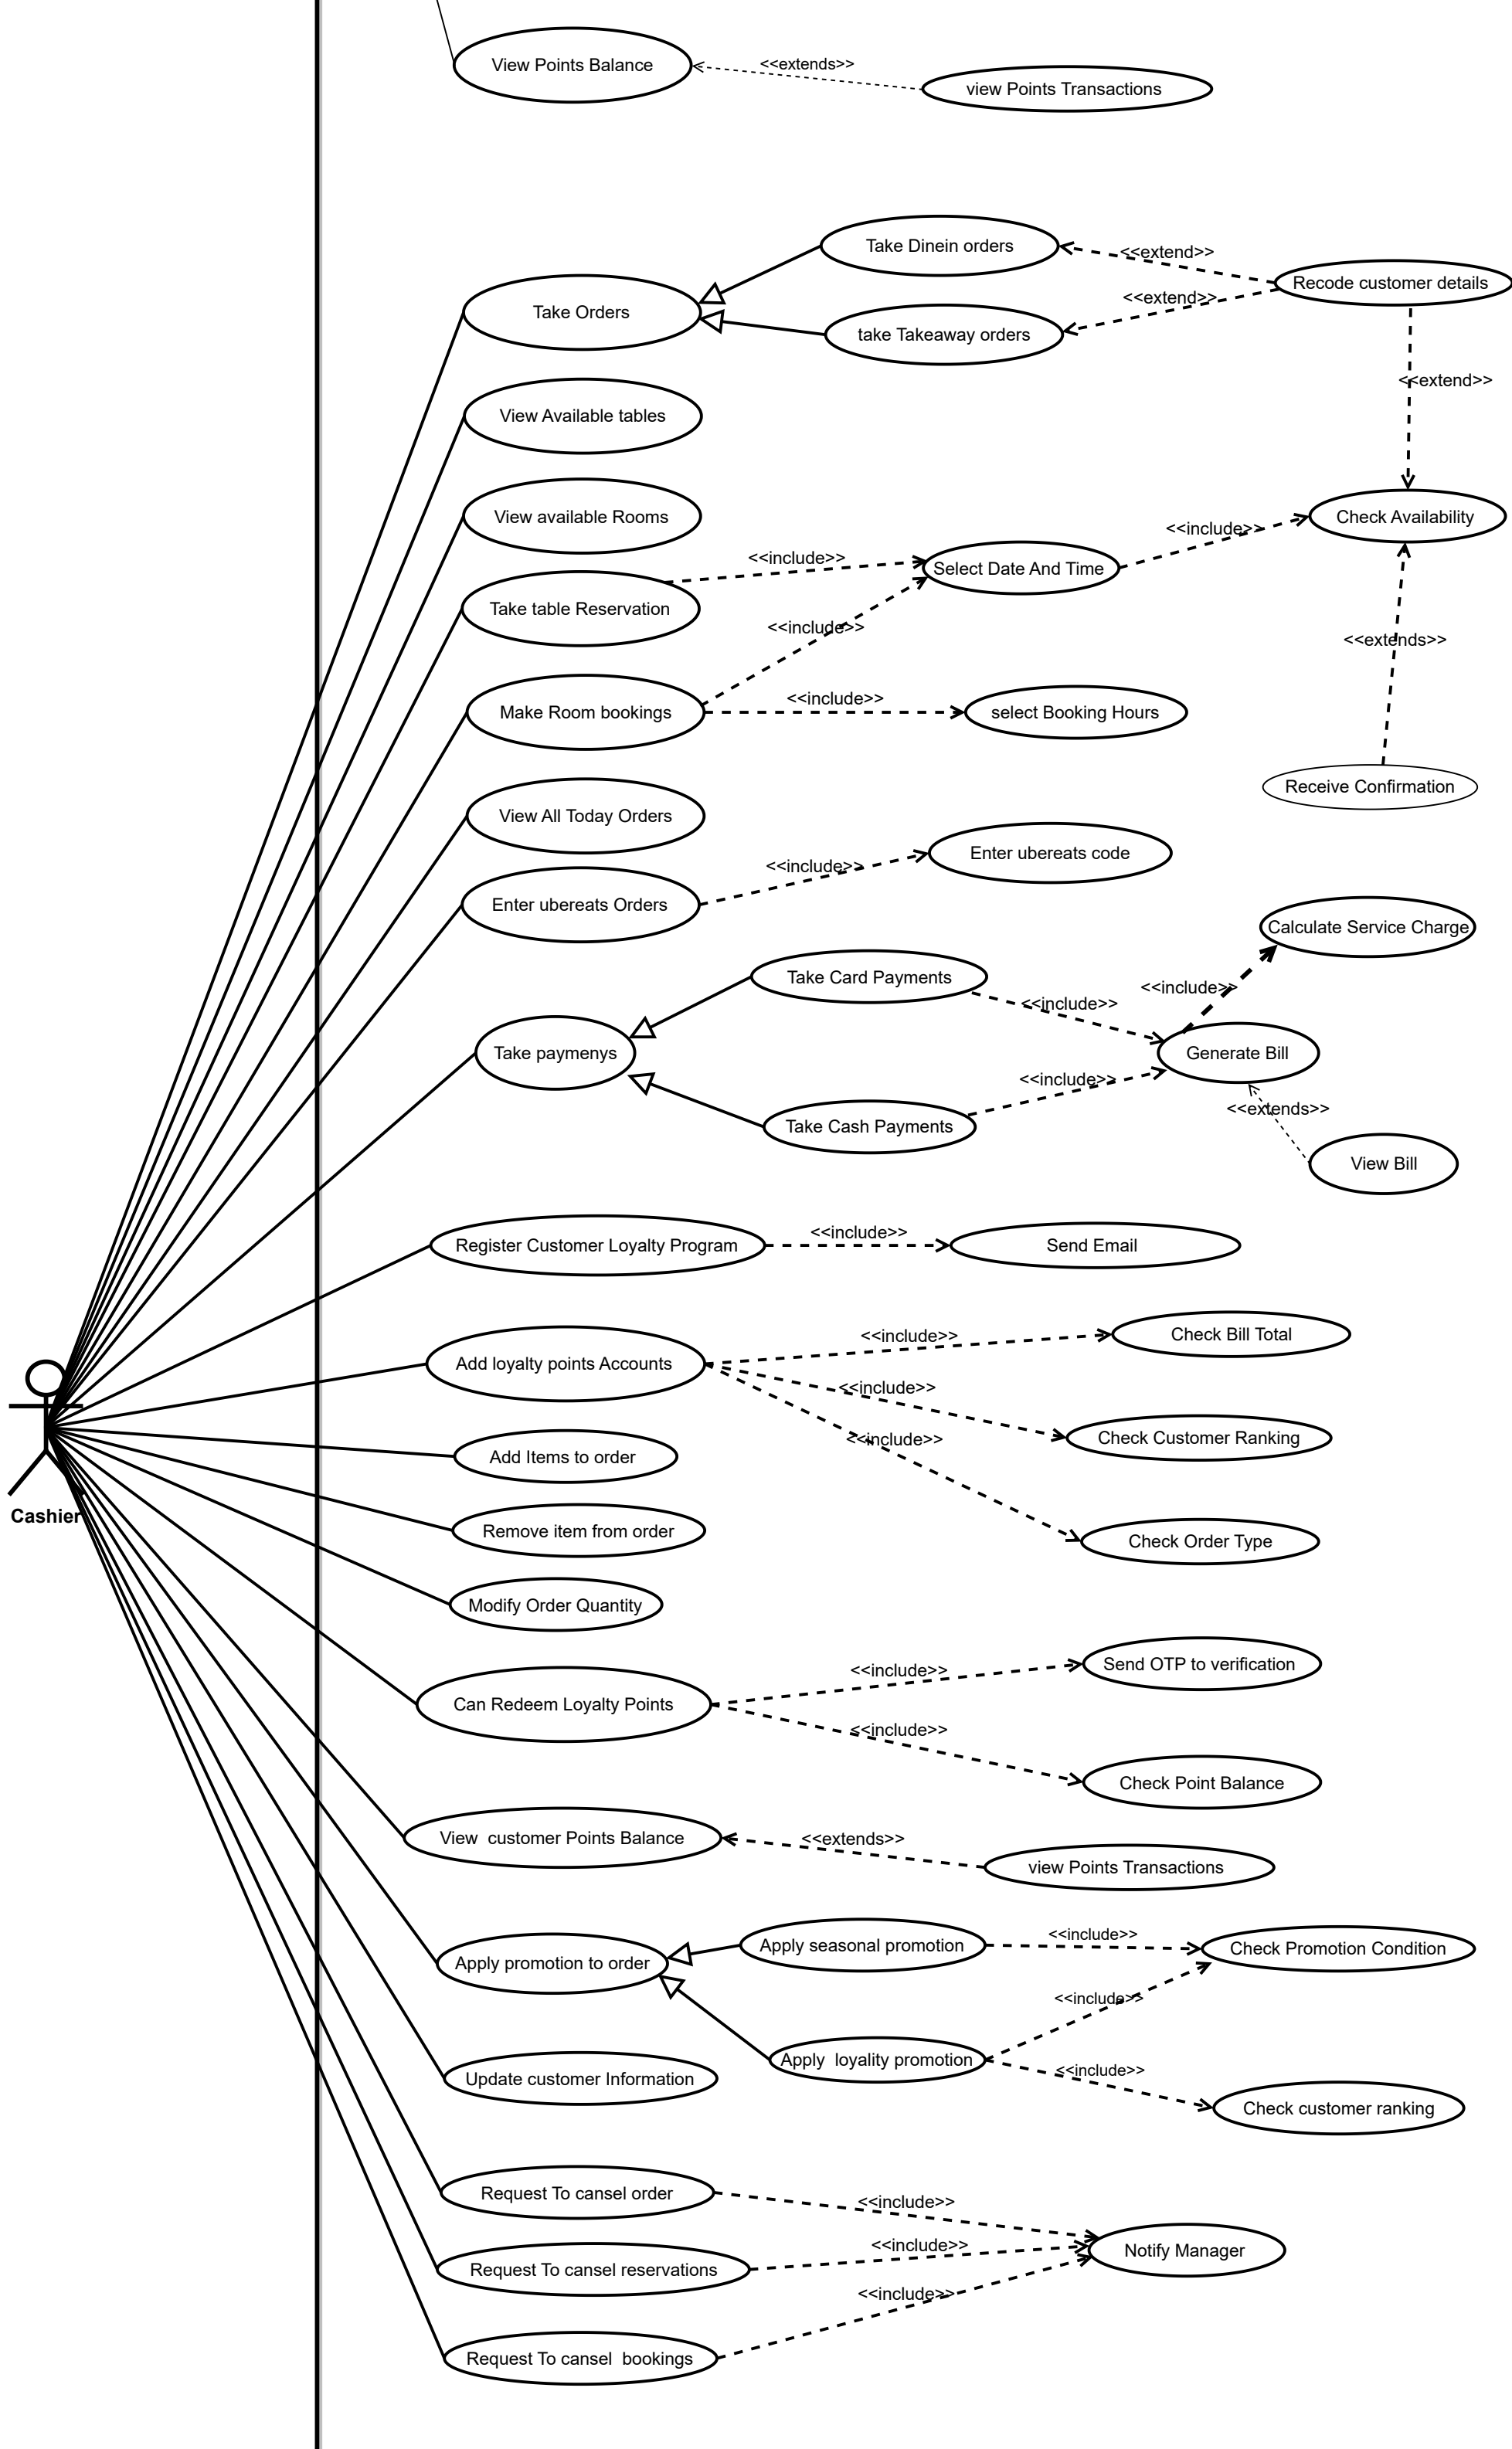 View Points Balance
<<extends>>
view Points Transactions
Take Dinein orders
<<extend>>
Recode customer details
Take Orders
<<extend>>
take Takeaway orders
<<extend>>
View Available tables
View available Rooms
<<include>>
Check Availability
<<include>>
Select Date And Time
Take table Reservation
<<include>>
<<extends>>
Make Room bookings
<<include>>
select Booking Hours
Receive Confirmation
View All Today Orders
<<include>>
Enter ubereats code
Enter ubereats Orders
Calculate Service Charge
Take Card Payments
<<include>>
<<include>>
Take paymenys
Generate Bill
<<include>>
<<extends>>
Take Cash Payments
View Bill
Register Customer Loyalty Program
<<include>>
Send Email
<<include>>
Check Bill Total
Add loyalty points Accounts
<<include>>
Check Customer Ranking
<<include>>
Add Items to order
Cashier
Remove item from order
Check Order Type
Modify Order Quantity
<<include>>
Send OTP to verification
Can Redeem Loyalty Points
<<include>>
Check Point Balance
View  customer Points Balance
<<extends>>
view Points Transactions
Apply seasonal promotion
<<include>>
Check Promotion Condition
Apply promotion to order
<<include>>
Apply  loyality promotion
<<include>>
Update customer Information
Check customer ranking
Request To cansel order
<<include>>
<<include>>
Notify Manager
Request To cansel reservations
<<include>>
Request To cansel  bookings